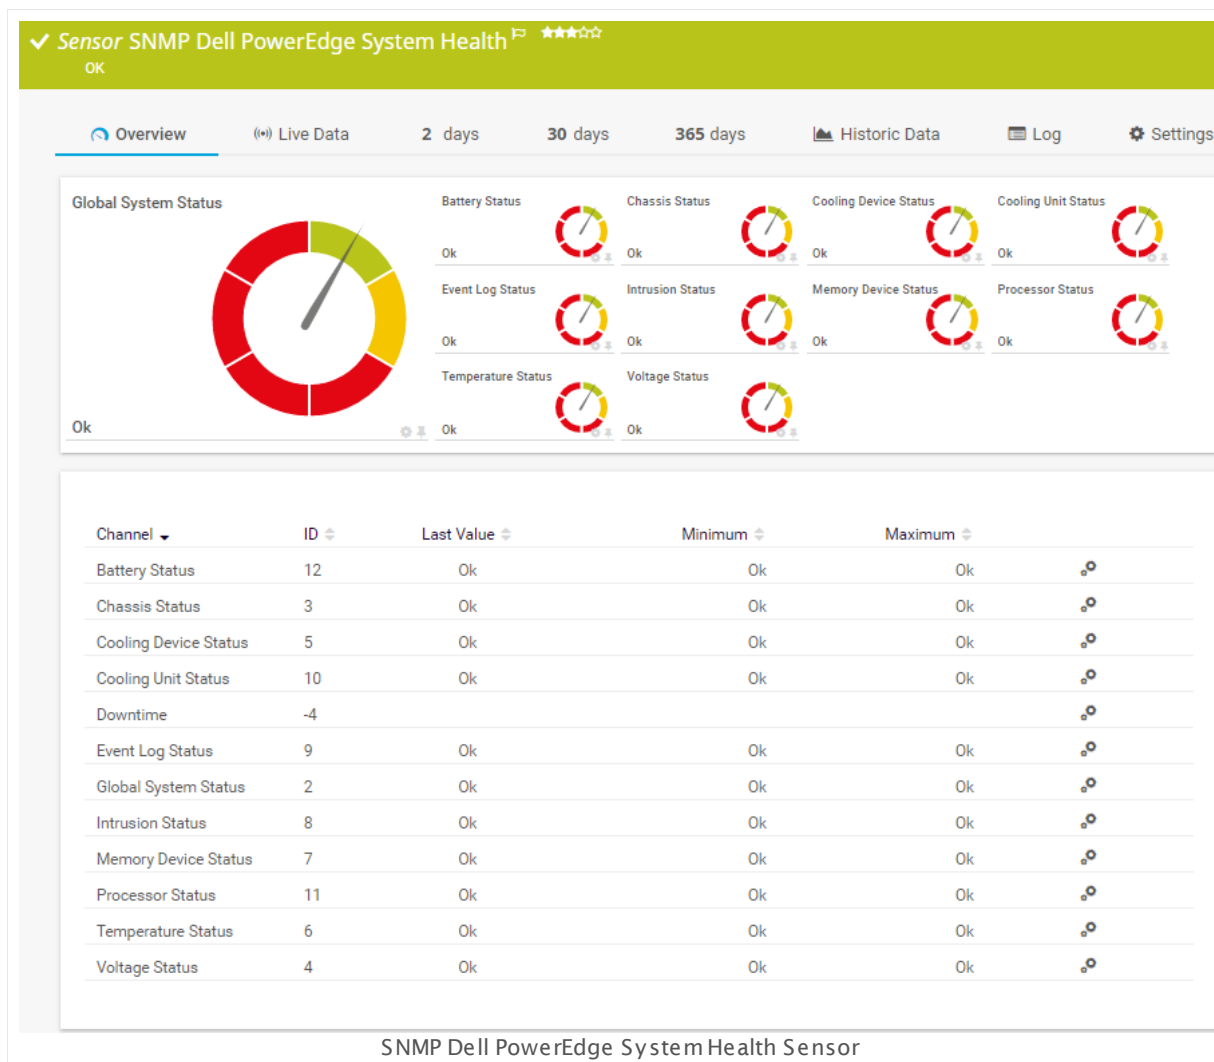 Sensor SNMP Dell PowerEdge System Health
OK
Overview Live Data 2 days 30 days 365 days Historic Data Log Settings
Global System Status
Ok
Battery Status
Ok
Chassis Status
Ok
Cooling Device Status
Ok
Cooling Unit Status
Ok
Event Log Status
Ok
Intrusion Status
Ok
Memory Device Status
Ok
Processor Status
Ok
Temperature Status
Ok
Voltage Status
Ok
Channel ID Last Value Minimum Maximum
Battery Status 12 Ok Ok Ok
Chassis Status 3 Ok Ok Ok
Cooling Device Status 5 Ok Ok Ok
Cooling Unit Status 10 Ok Ok Ok
Downtime -4
Event Log Status 9 Ok Ok Ok
Global System Status 2 Ok Ok Ok
Intrusion Status 8 Ok Ok Ok
Memory Device Status 7 Ok Ok Ok
Processor Status 11 Ok Ok Ok
Temperature Status 6 Ok Ok Ok
Voltage Status 4 Ok Ok Ok
SNMP Dell PowerEdge System Health Sensor